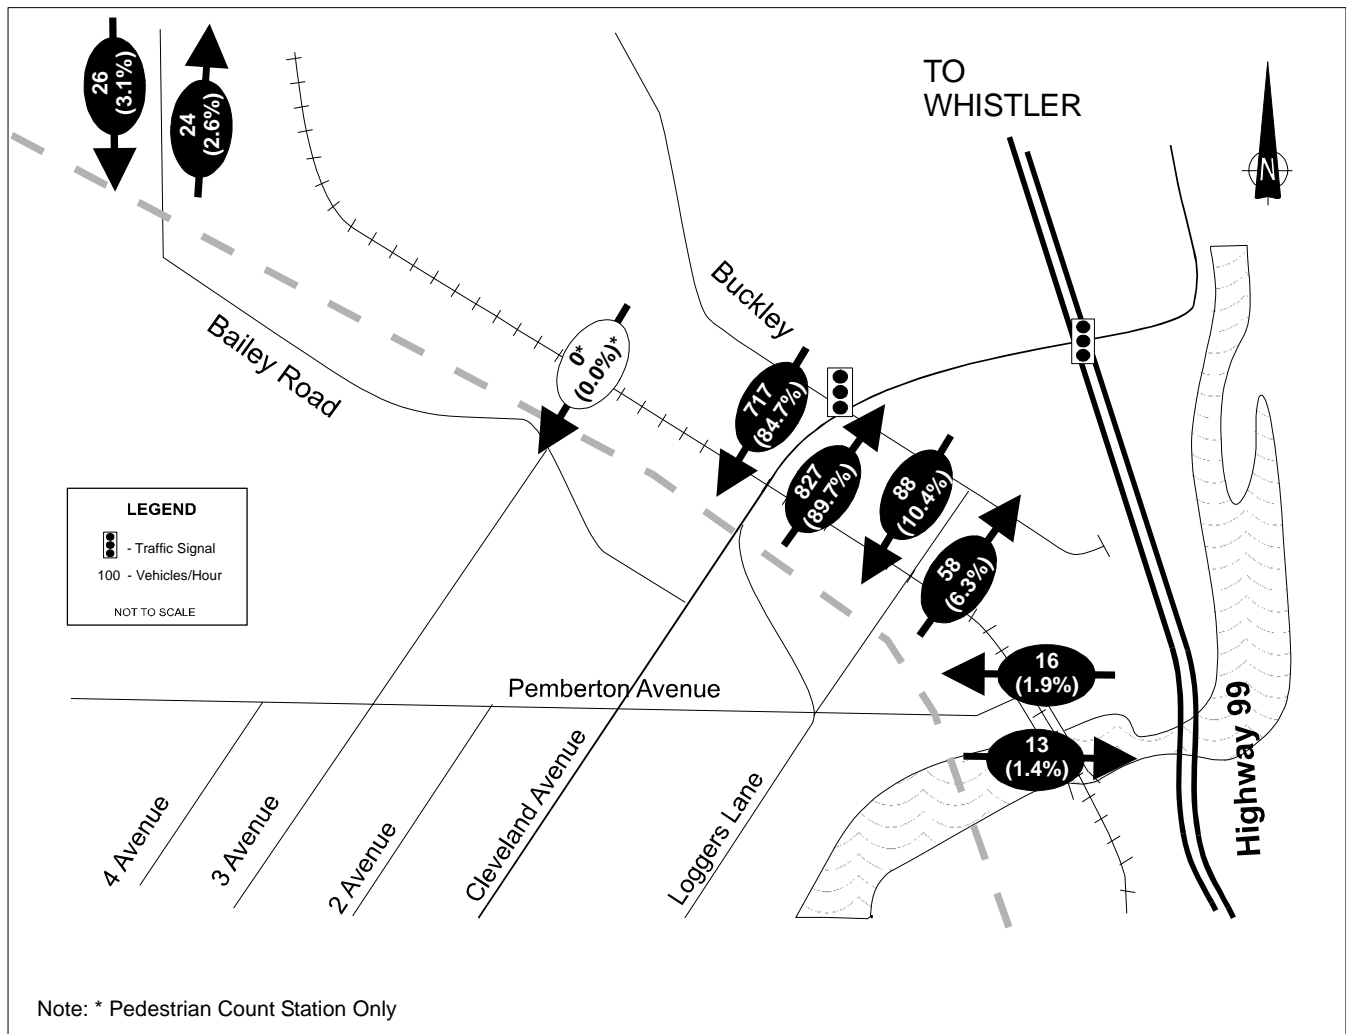 26
(3.1%)
24
(2.6%)
TO
WHISTLER
N
Buckley
Bailey Road
0*
(0.0%)*
717
(84.7%)
827
(89.7%)
88
(10.4%)
58
(6.3%)
LEGEND
- Traffic Signal
100 - Vehicles/Hour
NOT TO SCALE
16
(1.9%)
Pemberton Avenue
13
(1.4%)
Highway 99
4 Avenue
3 Avenue
2 Avenue
Cleveland Avenue
Loggers Lane
Note: * Pedestrian Count Station Only